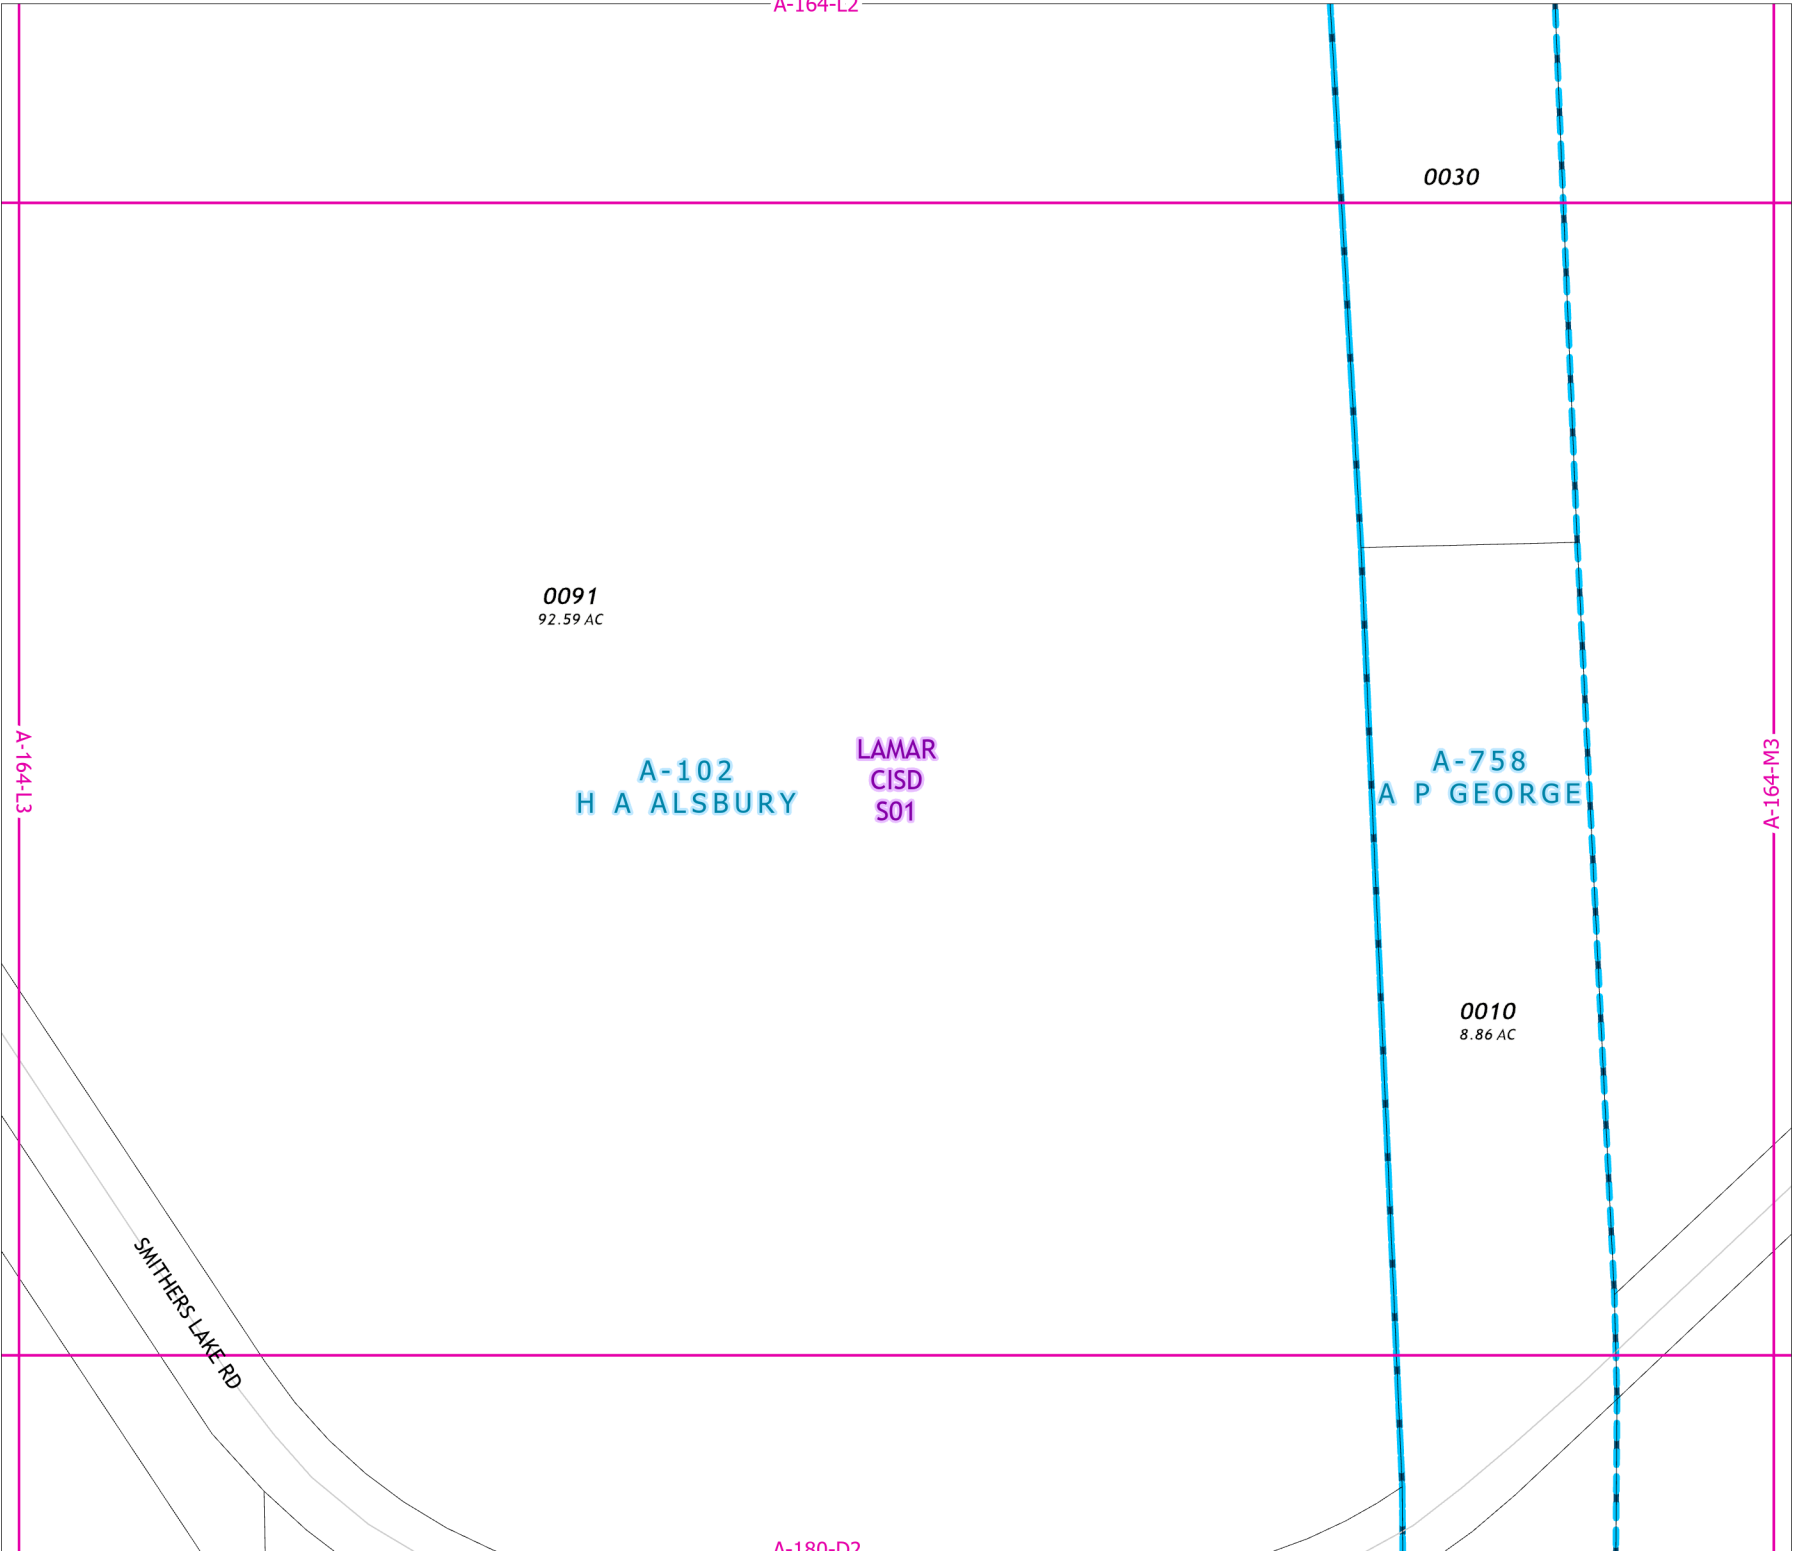 A-164-L2
0030
0091
92.59 AC
A-102
H A ALSBURY
LAMAR
CISD
S01
A-758
A P GEORGE
A-164-L3
A-164-M3
0010
8.86 AC
SMITHERS LAKE RD
A-180-D2